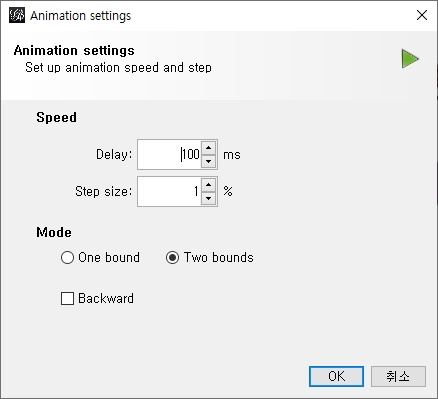 Animation settings
Animation settings
Set up animation speed and step
Speed
Delay: 100 ms
Step size: 1 %
Mode
One bound Two bounds
Backward
OK 취소